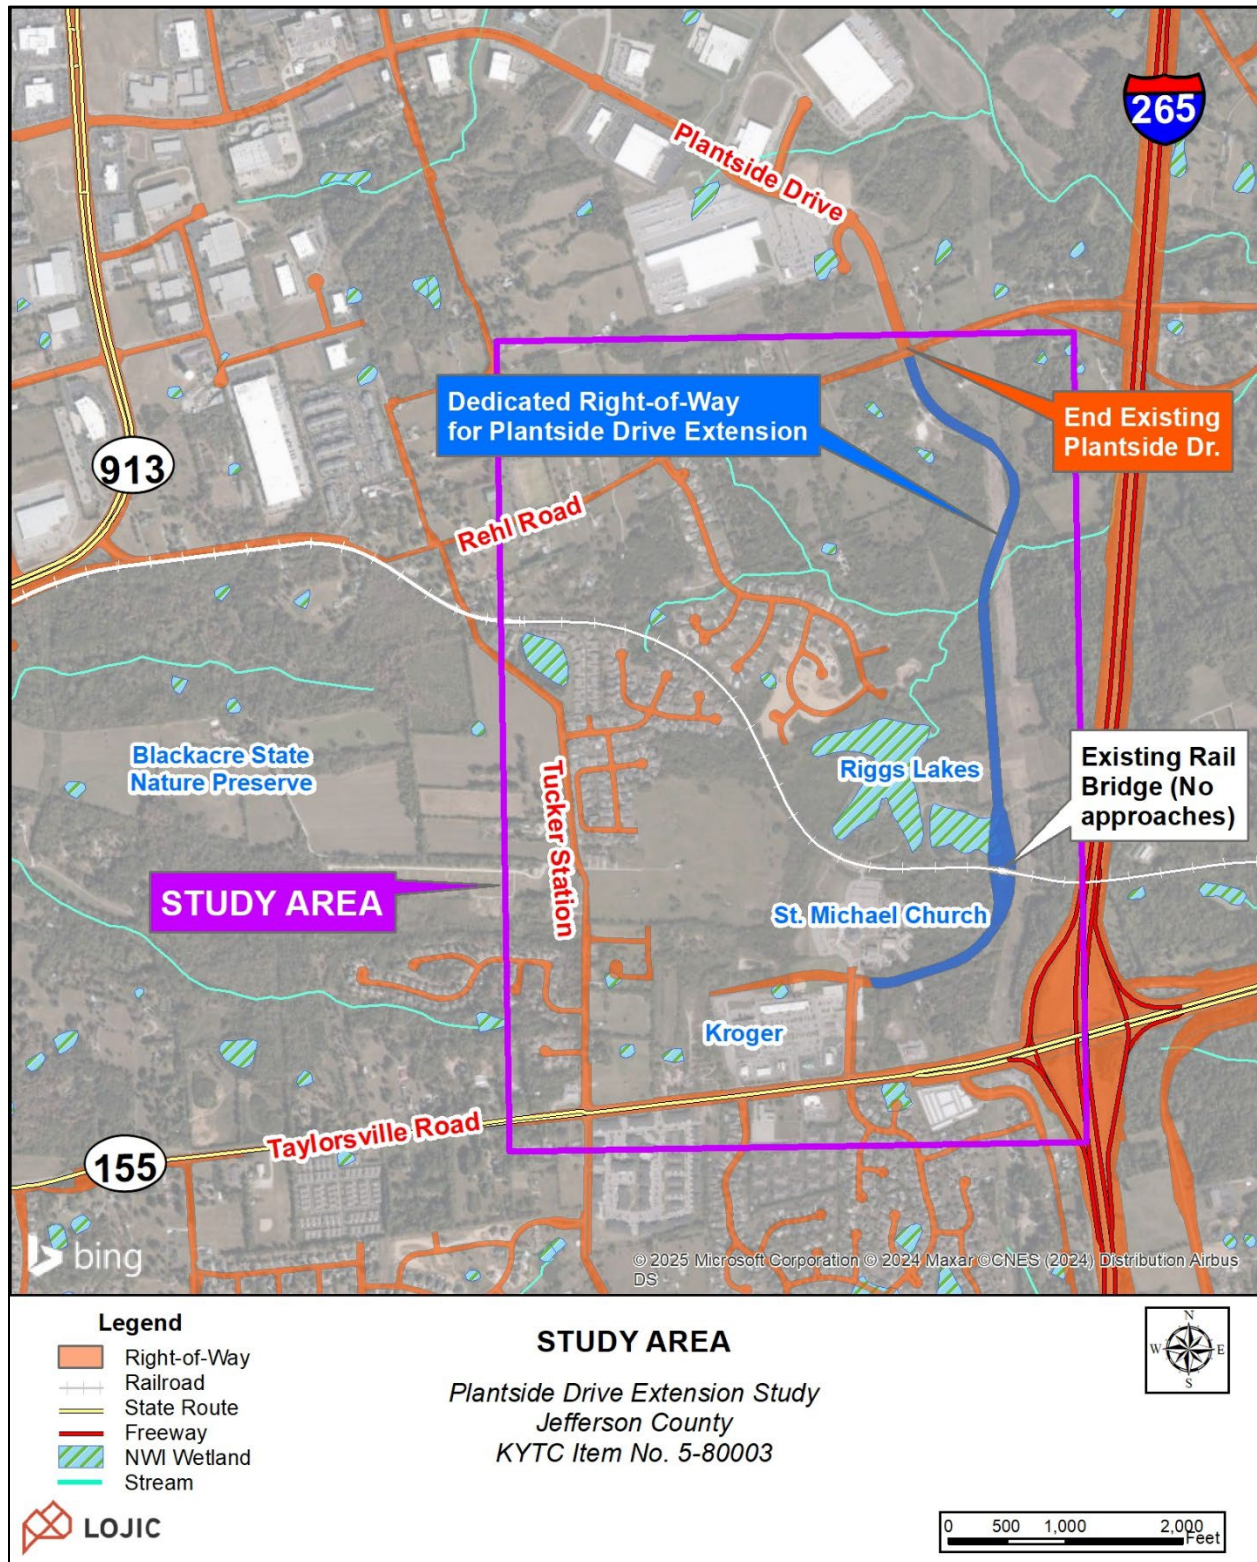 265
Plantside Drive
Dedicated Right-of-Way
for Plantside Drive Extension
End Existing
Plantside Dr.
913
Rehl Road
Blackacre State
Nature Preserve
Riggs Lakes
Existing Rail
Bridge (No
approaches)
Tucker Station
STUDY AREA
St. Michael Church
Kroger
Taylorsville Road
155
bing
© 2025 Microsoft Corporation © 2024 Maxar ©CNES (2024) Distribution Airbus
DS
Legend
Right-of-Way
Railroad
State Route
Freeway
NWI Wetland
Stream
LOJIC
STUDY AREA
Plantside Drive Extension Study
Jefferson County
KYTC Item No. 5-80003
N
W E
S
0 500 1,000 2,000
Feet